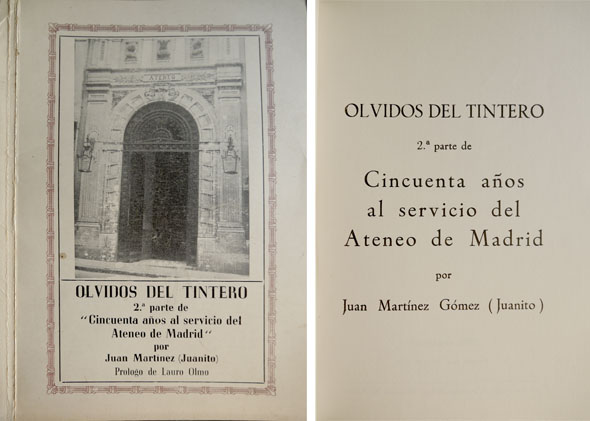 ATENEO
OLVIDOS DEL TINTERO
2.ª parte de
"Cincuenta años al servicio del
Ateneo de Madrid"
por
Juan Martínez (Juanito)
Prologo de Lauro Olmo
OLVIDOS DEL TINTERO
2.ª parte de
Cincuenta años
al servicio del
Ateneo de Madrid
por
Juan Martínez Gómez (Juanito)